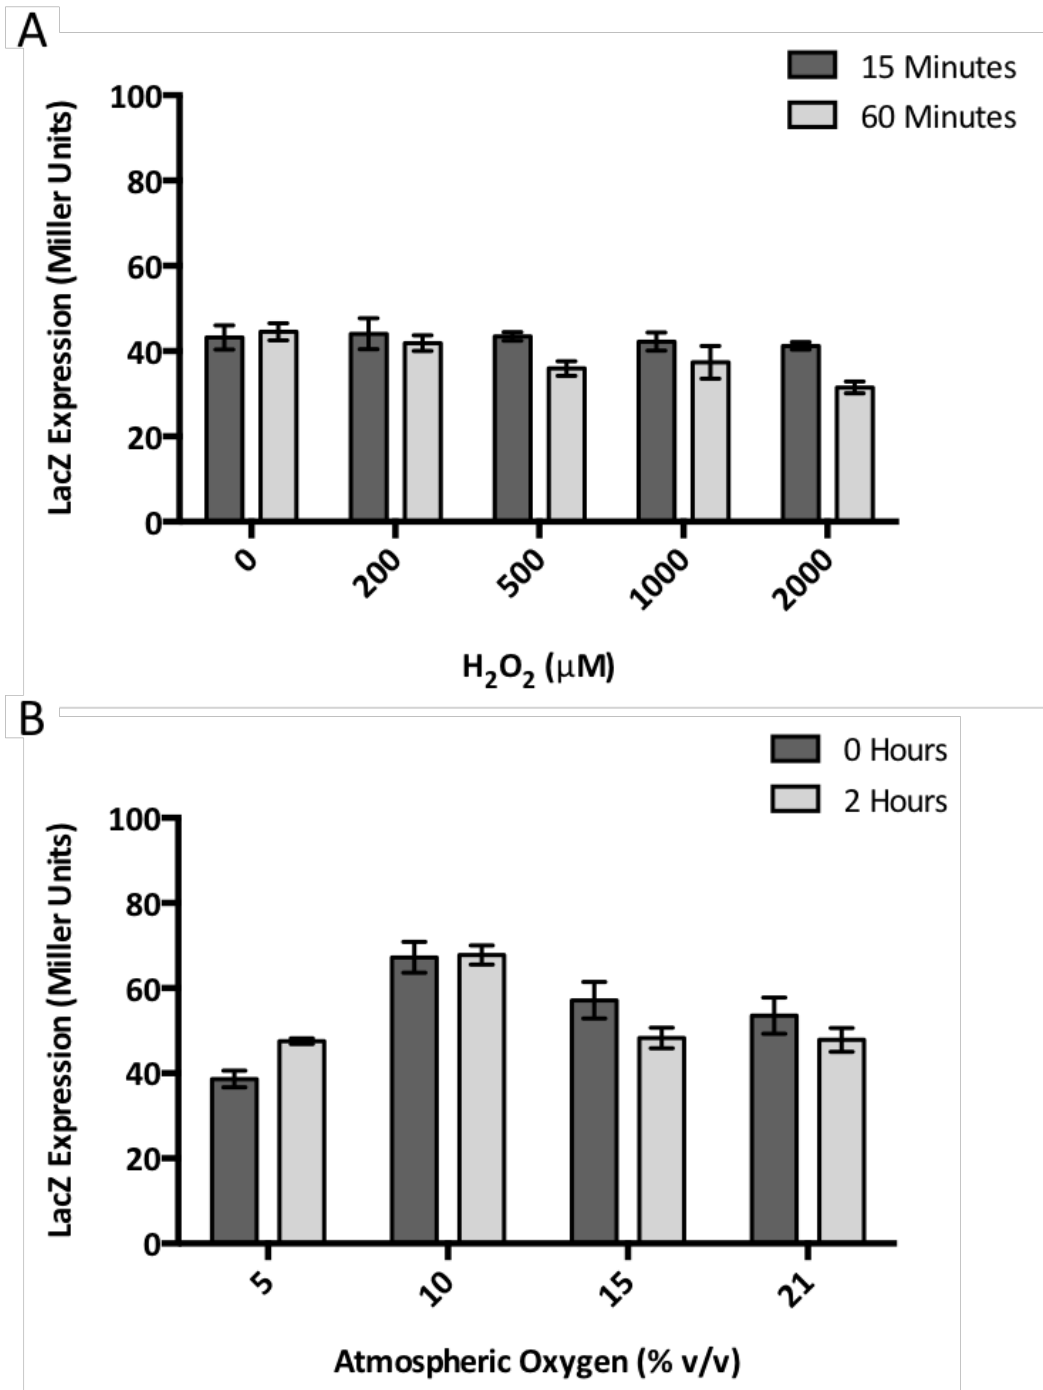 A
15 Minutes
60 Minutes
LacZ Expression (Miller Units)
100
80
60
40
20
0
0
200
500
1000
2000
H₂O₂ (μM)
B
0 Hours
2 Hours
LacZ Expression (Miller Units)
100
80
60
40
20
0
5
10
15
21
Atmospheric Oxygen (% v/v)